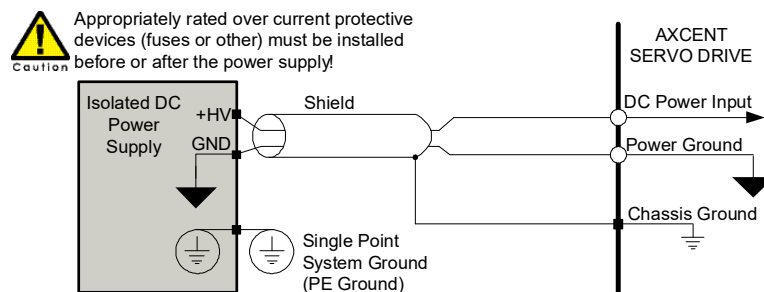 Appropriately rated over current protective
devices (fuses or other) must be installed
before or after the power supply!
Caution
AXCENT
SERVO DRIVE
Isolated DC
Power
Supply
+HV
GND
Shield
DC Power Input
Power Ground
Chassis Ground
Single Point
System Ground
(PE Ground)